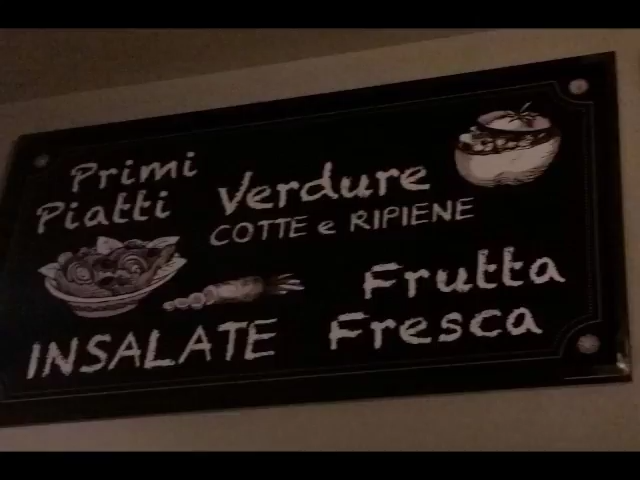 Primi
Piatti
Verdure
COTTE e RIPIENE
INSALATE
Frutta
Fresca